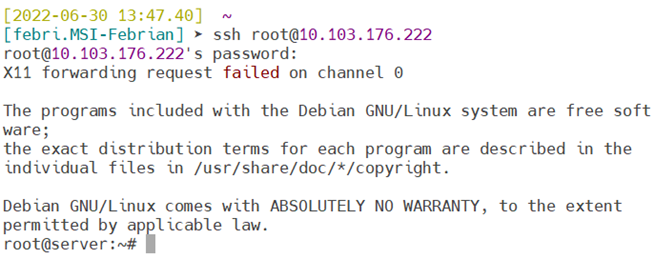 [2022-06-30 13:47.40]  ~
[febri.MSI-Febrian] ➤ ssh root@10.103.176.222
root@10.103.176.222's password:
X11 forwarding request failed on channel 0

The programs included with the Debian GNU/Linux system are free soft
ware;
the exact distribution terms for each program are described in the
individual files in /usr/share/doc/*/copyright.

Debian GNU/Linux comes with ABSOLUTELY NO WARRANTY, to the extent
permitted by applicable law.
root@server:~#